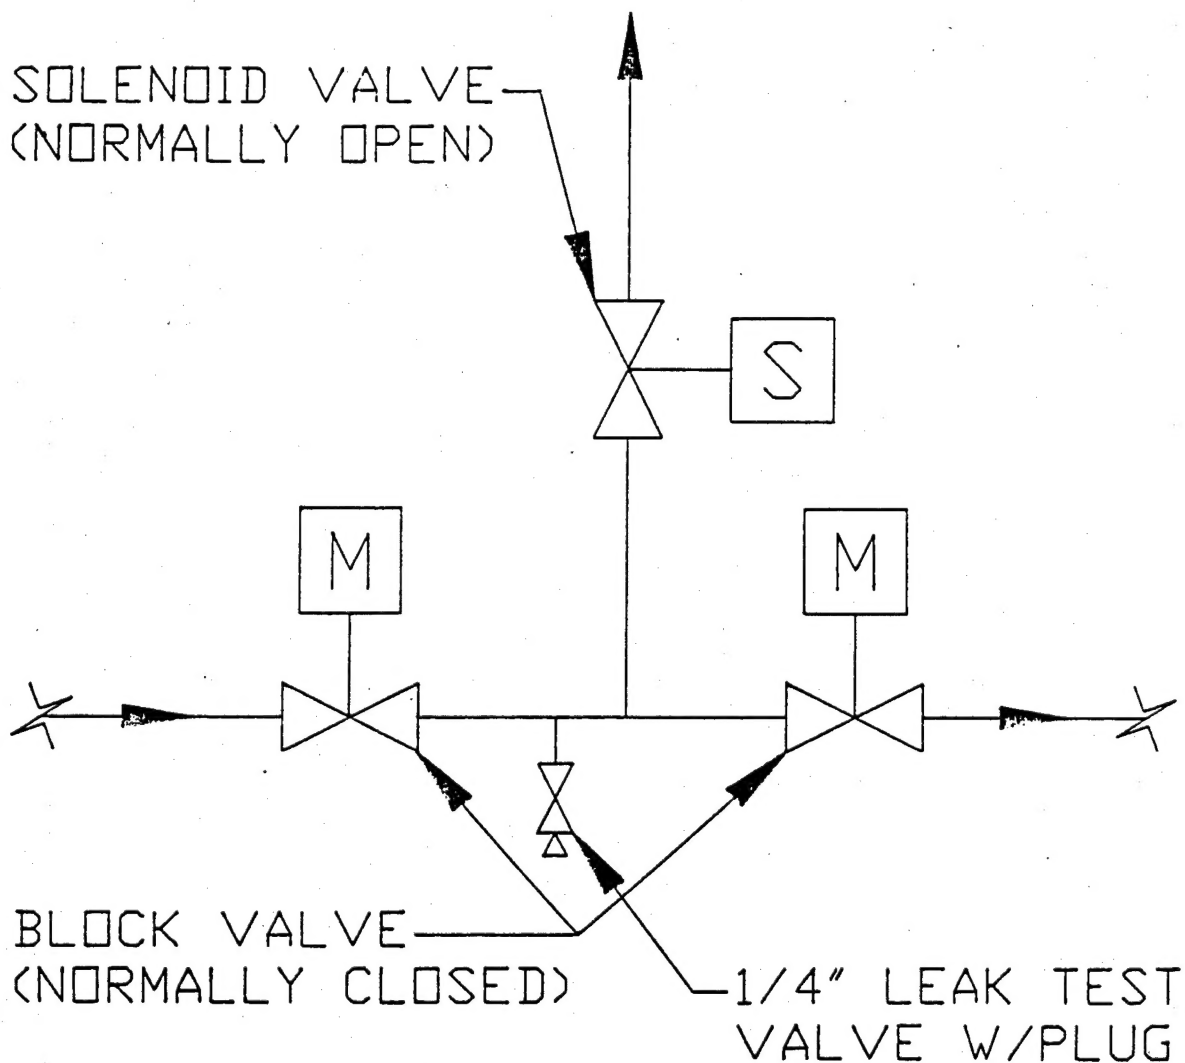 SOLENOID VALVE
(NORMALLY OPEN)
S
M
M
BLOCK VALVE
(NORMALLY CLOSED)
1/4" LEAK TEST
VALVE W/PLUG